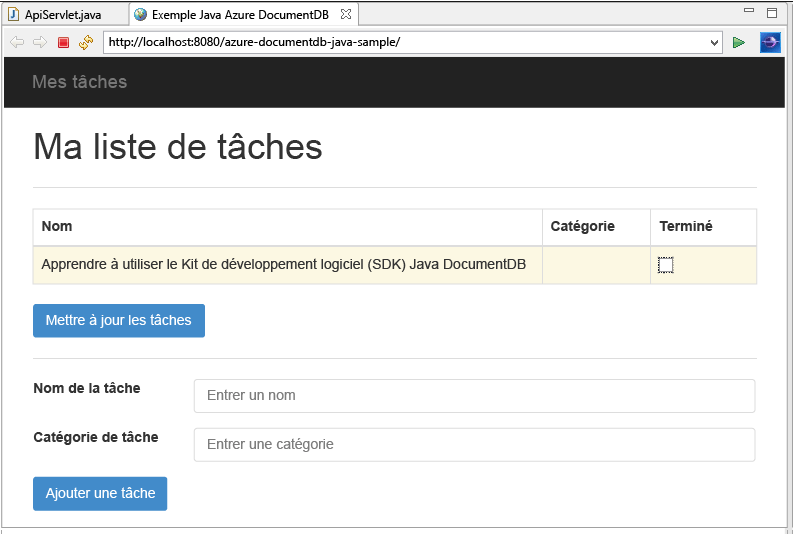 ApiServlet.java Exemple Java Azure DocumentDB
http://localhost:8080/azure-documentdb-java-sample/
Mes tâches
Ma liste de tâches
Nom Catégorie Terminé
Apprendre à utiliser le Kit de développement logiciel (SDK) Java DocumentDB
Mettre à jour les tâches
Nom de la tâche Entrer un nom
Catégorie de tâche Entrer une catégorie
Ajouter une tâche